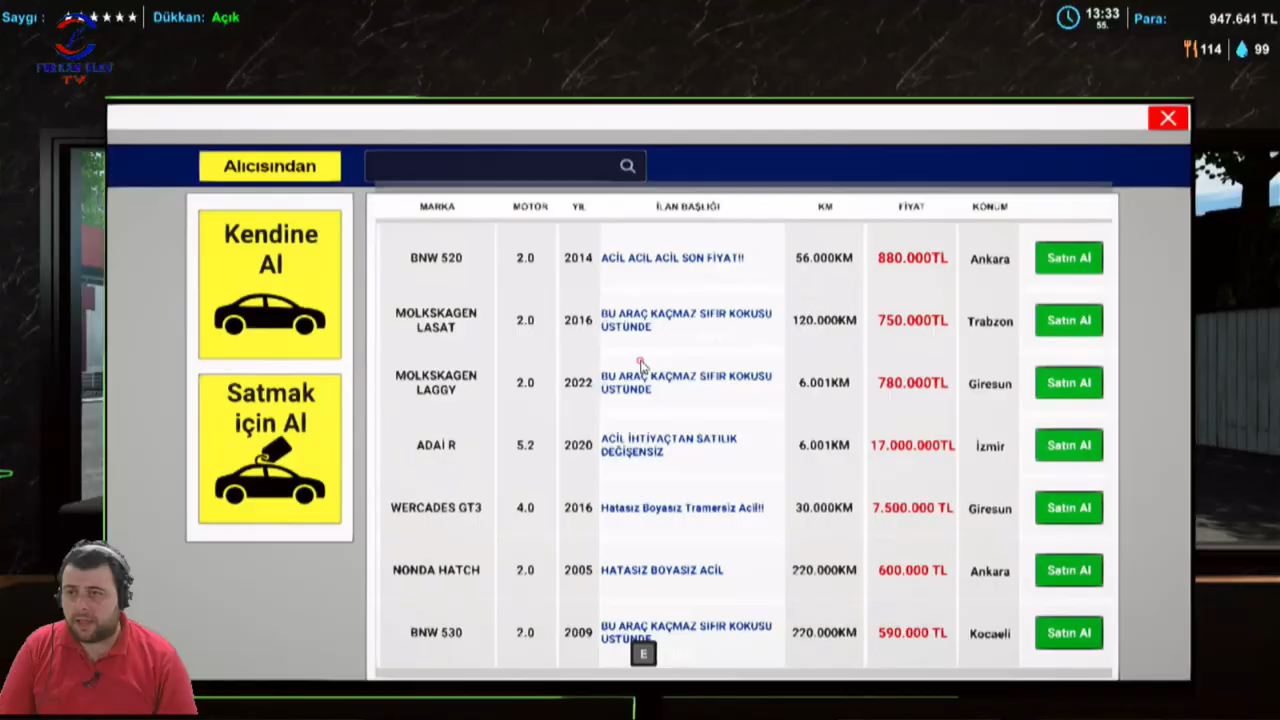 Saygı : ★★★★★ Dükkan: Açık
13:33 55. Para: 947.641 TL
114 99
FURKAN ULAV
TV
Alıcısından
Kendine
Al
Satmak
için Al
MARKA MOTOR YIL İLAN BAŞLIĞI KM FİYAT KONUM
BNW 520 2.0 2014 ACİL ACİL ACİL SON FİYAT!! 56.000KM 880.000TL Ankara Satın Al
MOLKSKAGEN LASAT 2.0 2016 BU ARAÇ KAÇMAZ SIFIR KOKUSU ÜSTÜNDE 120.000KM 750.000TL Trabzon Satın Al
MOLKSKAGEN LAGGY 2.0 2022 BU ARAÇ KAÇMAZ SIFIR KOKUSU ÜSTÜNDE 6.001KM 780.000TL Giresun Satın Al
ADAİ R 5.2 2020 ACİL İHTİYAÇTAN SATILIK DEĞİŞENSİZ 6.001KM 17.000.000TL İzmir Satın Al
WERCADES GT3 4.0 2016 Hatasız Boyasız Tramersiz Acil!! 30.000KM 7.500.000 TL Giresun Satın Al
NONDA HATCH 2.0 2005 HATASIZ BOYASIZ ACİL 220.000KM 600.000 TL Ankara Satın Al
BNW 530 2.0 2009 BU ARAÇ KAÇMAZ SIFIR KOKUSU ÜSTÜNDE 220.000KM 590.000 TL Kocaeli Satın Al
E